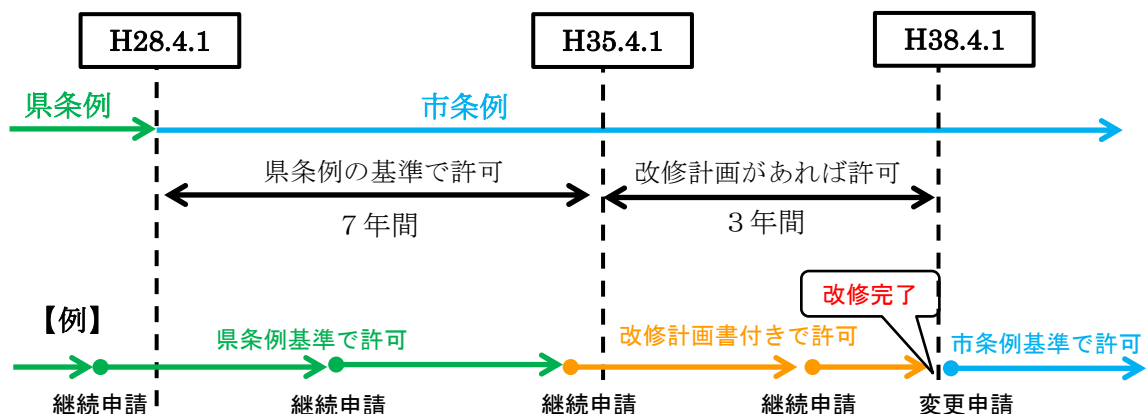 H28.4.1
H35.4.1
H38.4.1
県条例
市条例
県条例の基準で許可
改修計画があれば許可
７年間
３年間
改修完了
【例】
県条例基準で許可
改修計画書付きで許可
市条例基準で許可
継続申請
継続申請
継続申請
継続申請
変更申請